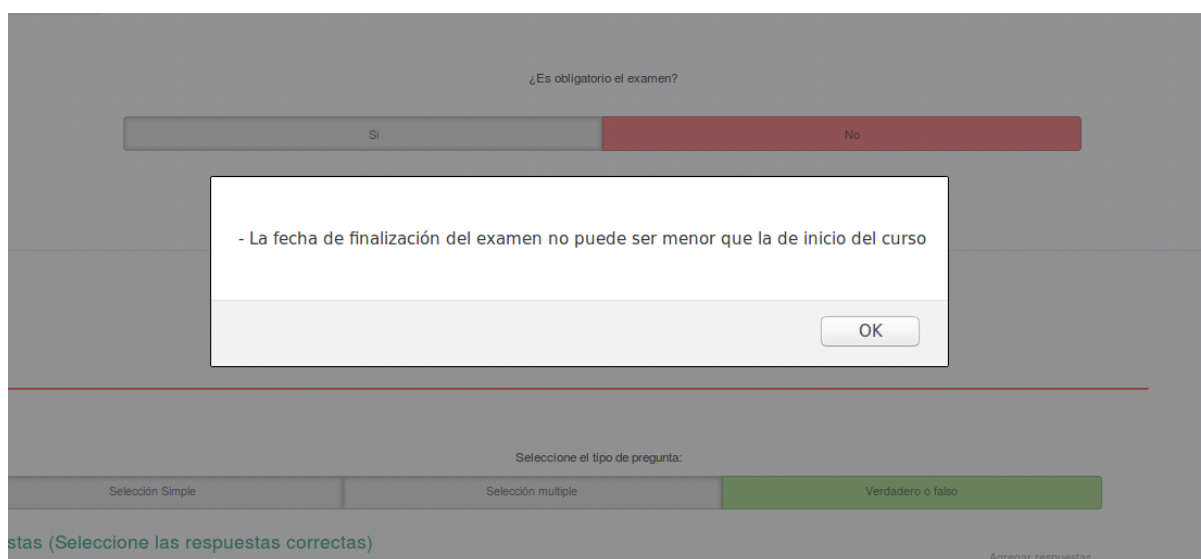 ¿Es obligatorio el examen?
Si
No
- La fecha de finalización del examen no puede ser menor que la de inicio del curso
OK
Seleccione el tipo de pregunta:
Selección Simple
Selección multiple
Verdadero o falso
stas (Seleccione las respuestas correctas)
Agregar respuestas